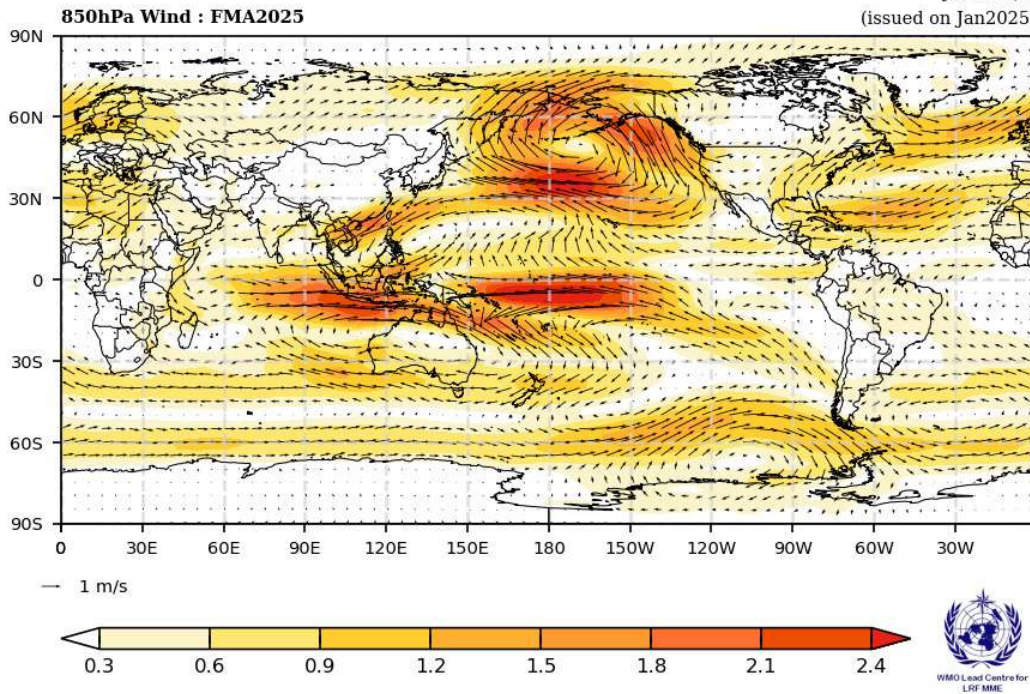 850hPa Wind : FMA2025
(issued on Jan2025
90N
60N
30N
0
30S
60S
90S
0 30E 60E 90E 120E 150E 180 150W 120W 90W 60W 30W
1 m/s
0.3 0.6 0.9 1.2 1.5 1.8 2.1 2.4
WMO Lead Centre for
LRF MME